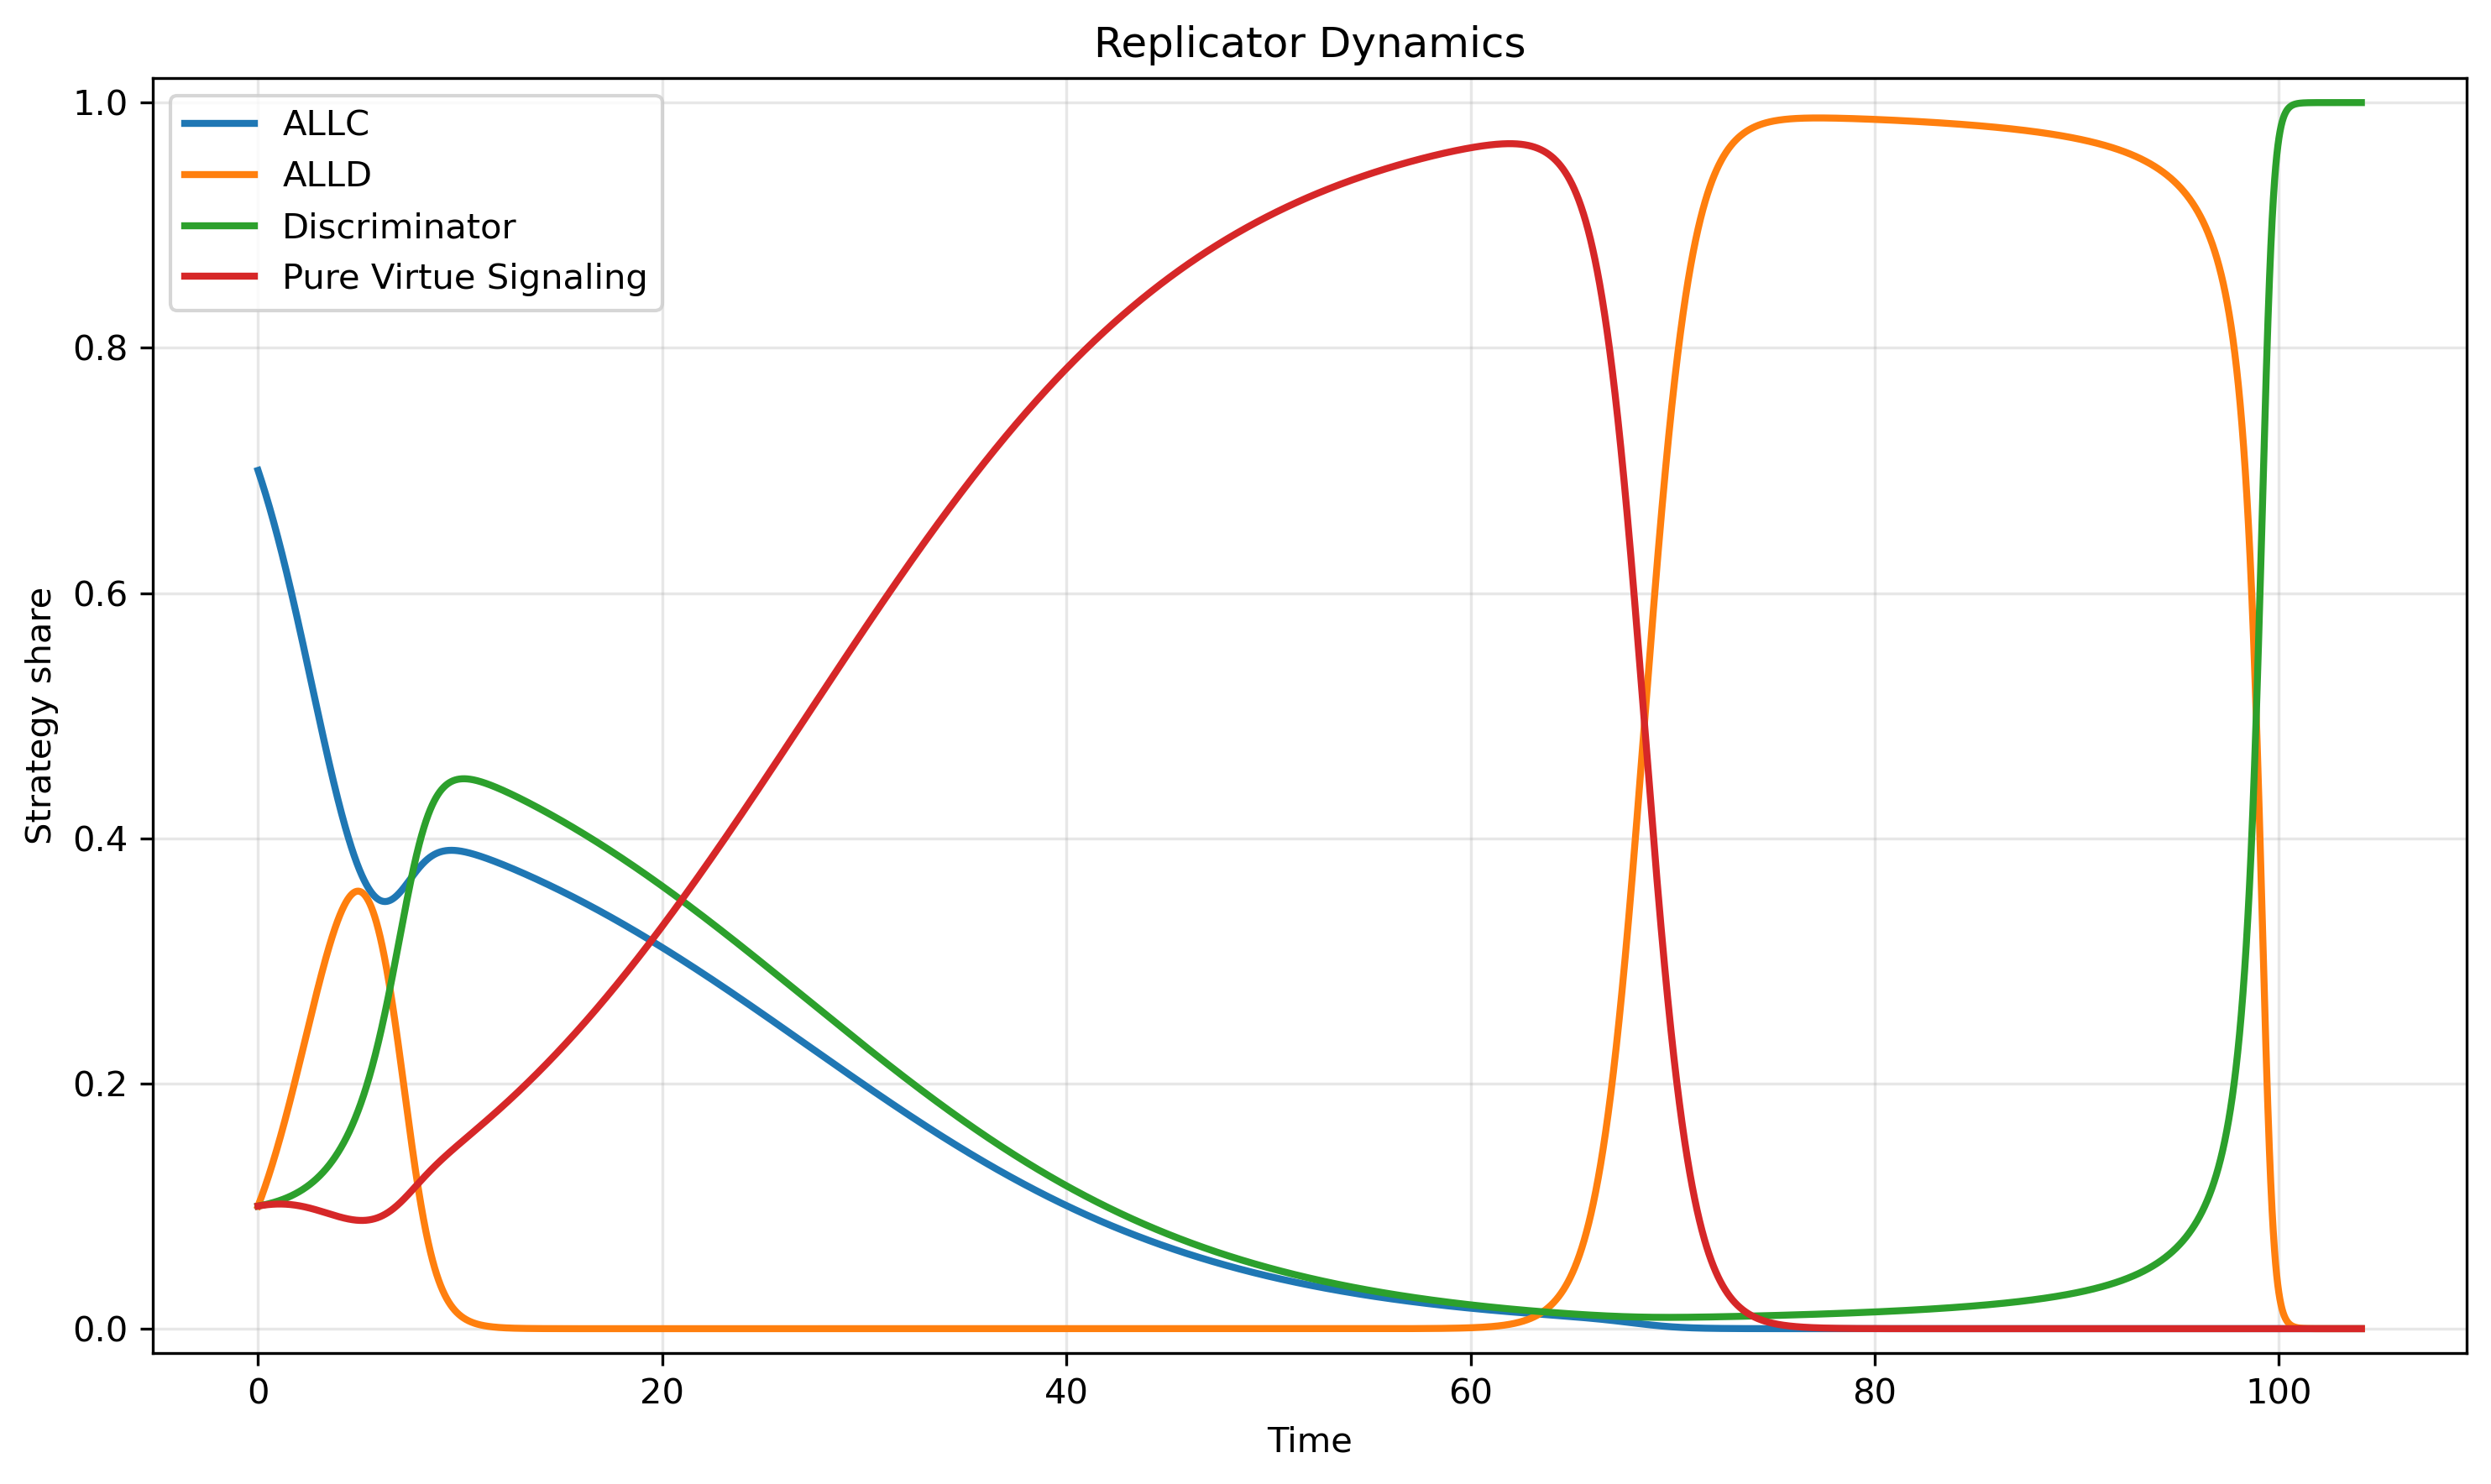 Replicator Dynamics
ALLC
ALLD
Discriminator
Pure Virtue Signaling
Strategy share
1.0
0.8
0.6
0.4
0.2
0.0
0 20 40 60 80 100
Time